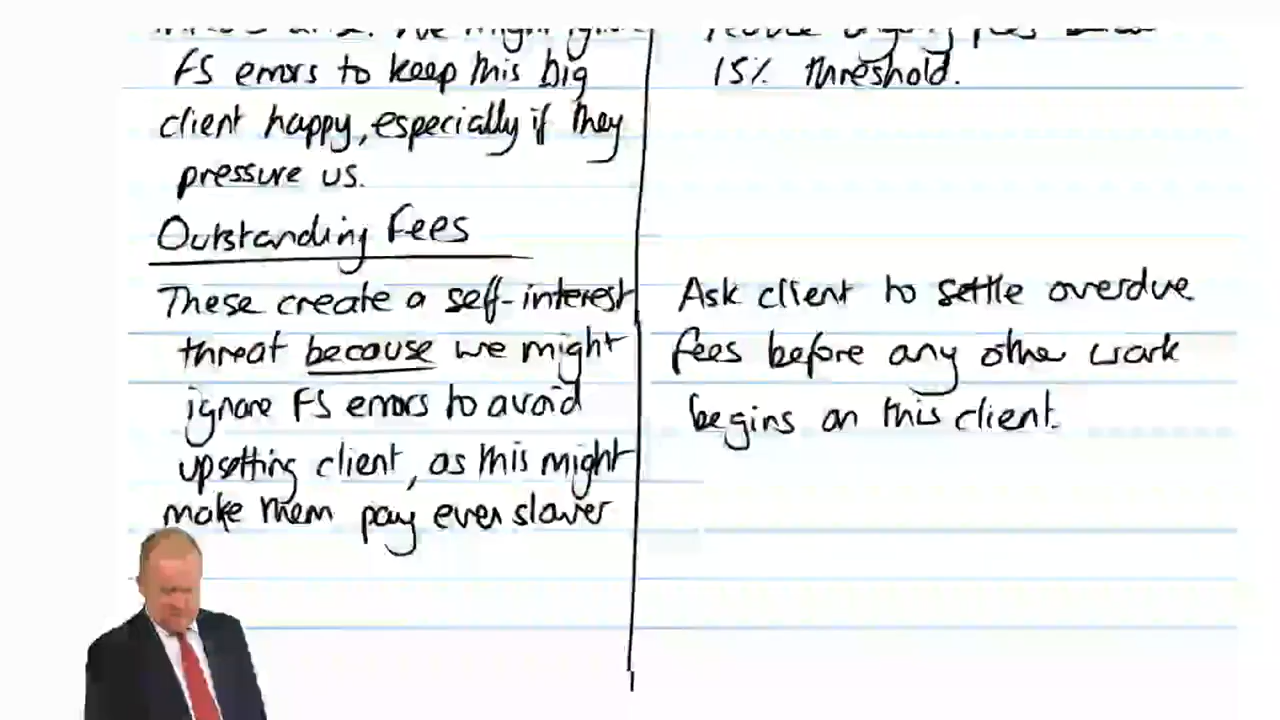 FS errors to keep this big
client happy, especially if they
pressure us.
Outstanding Fees
These create a self-interest
threat because we might
ignore FS errors to avoid
upsetting client, as this might
make them pay even slower
15% threshold.
Ask client to settle overdue
fees before any other work
begins on this client.